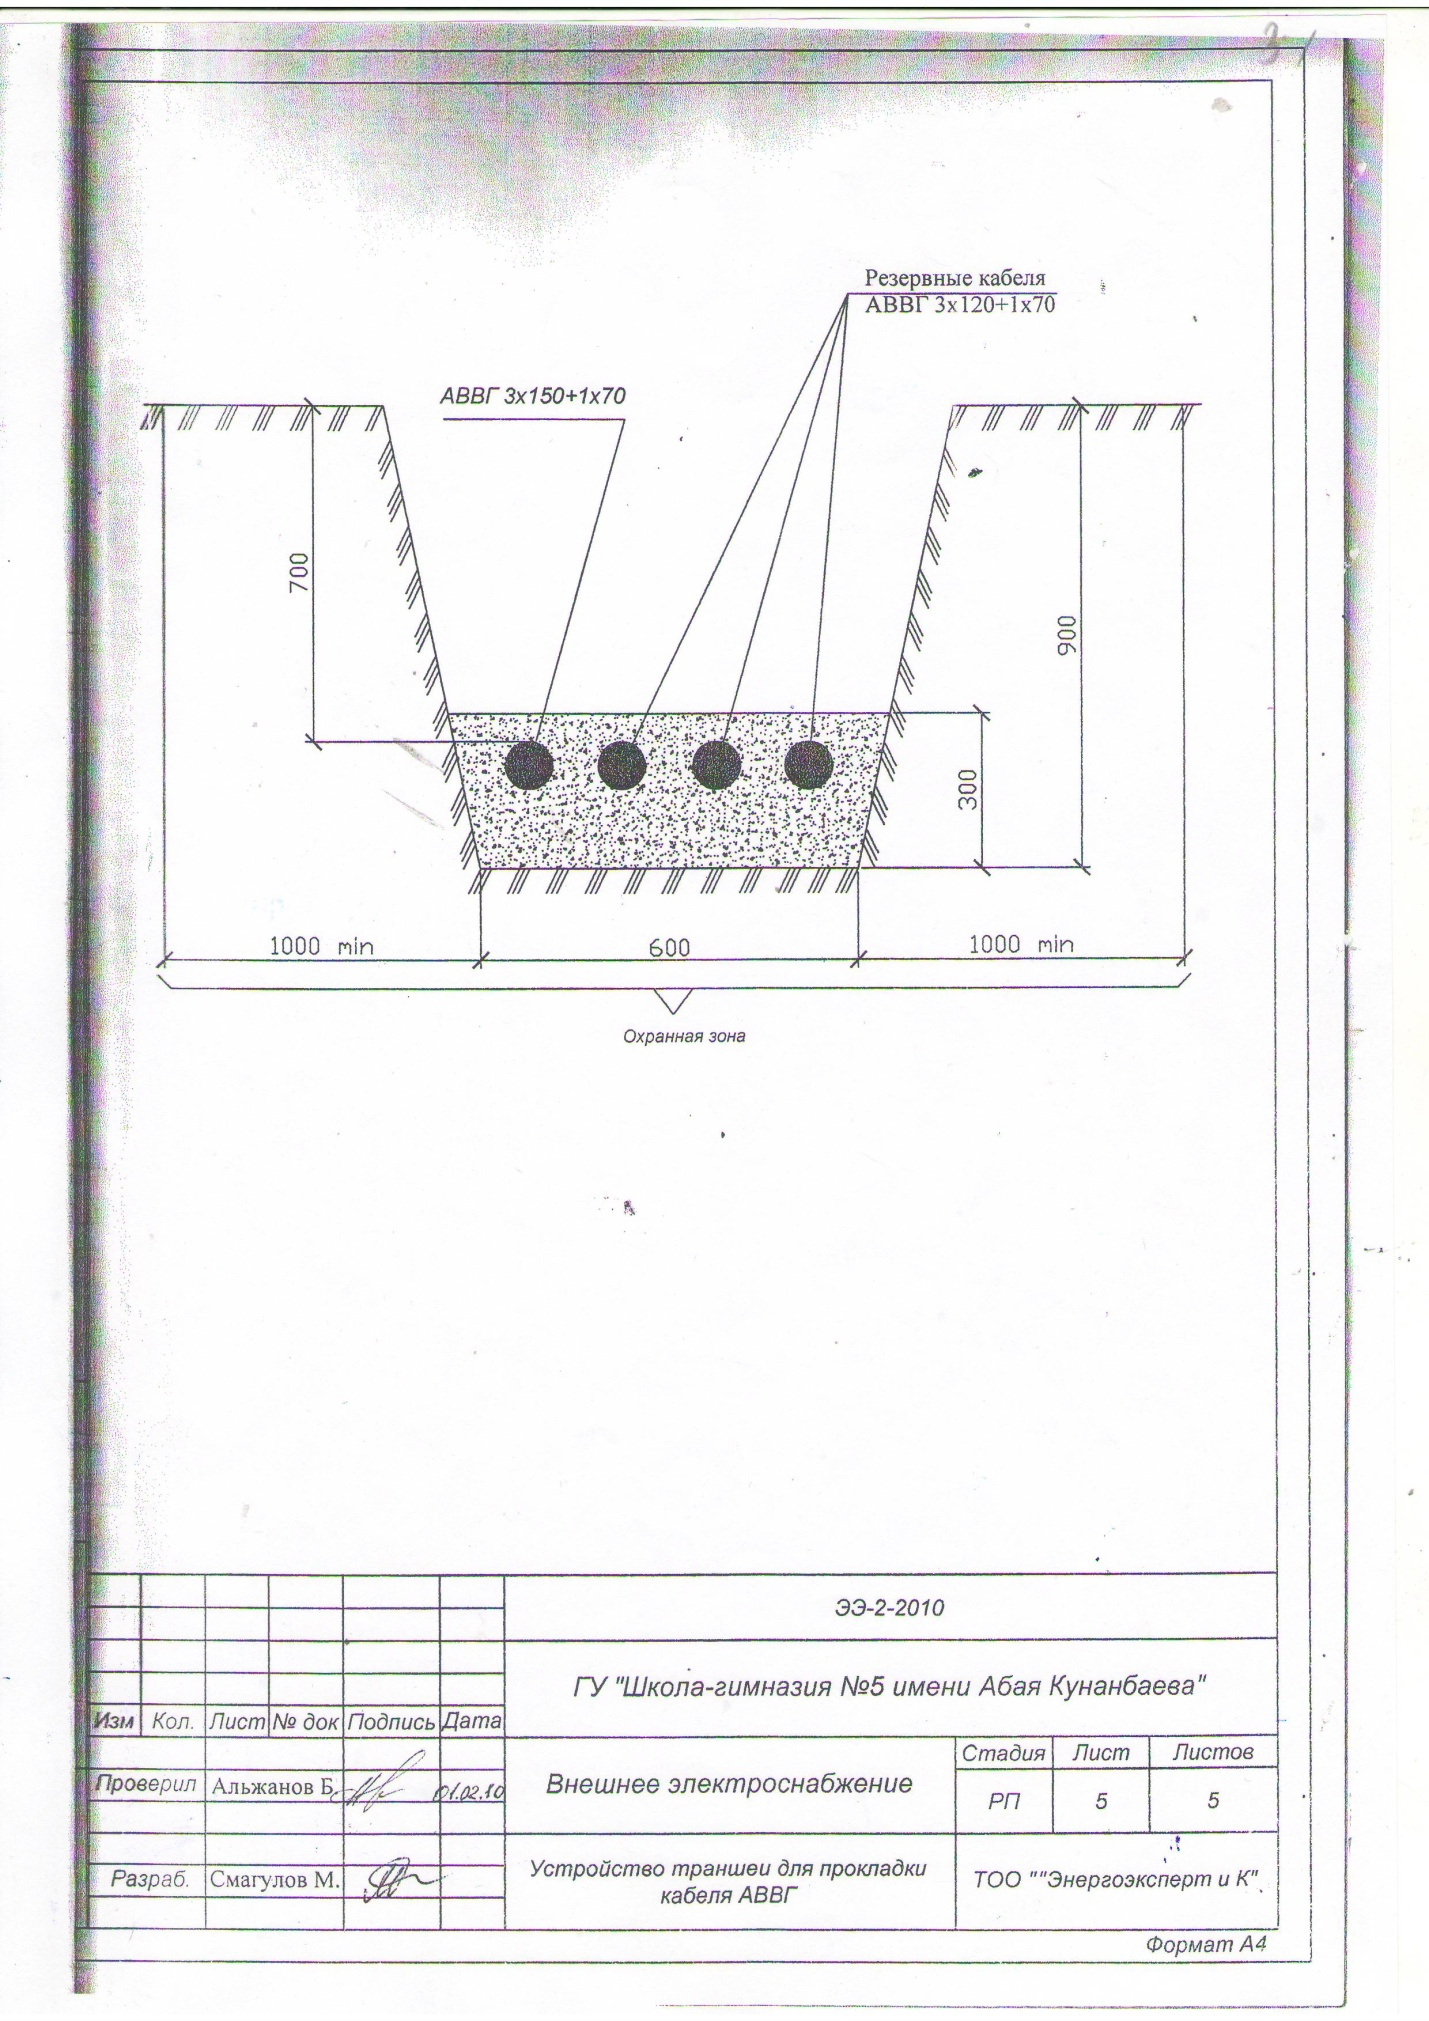 Резервные кабеля
АВВГ 3х120+1х70
АВВГ 3х150+1х70
700
900
300
1000 min
600
1000 min
Охранная зона
ЭЭ-2-2010
ГУ "Школа-гимназия №5 имени Абая Кунанбаева"
Изм Кол. Лист № док Подпись Дата
Проверил Альжанов Б. 01.02.10
Внешнее электроснабжение
Стадия Лист Листов
РП 5 5
Разраб. Смагулов М.
Устройство траншеи для прокладки
кабеля АВВГ
ТОО ""Энергоэксперт и К".
Формат А4